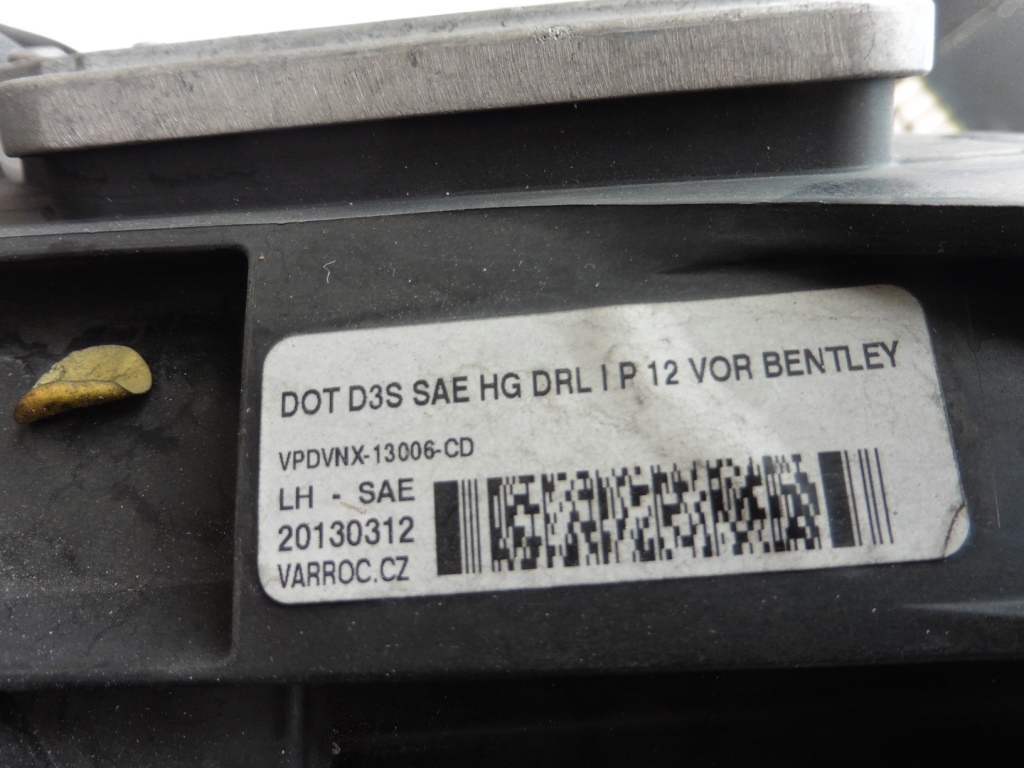 DOT D3S SAE HG DRL I P 12 VOR BENTLEY
VPDVNX-13006-CD
LH - SAE
20130312
VARROC.CZ